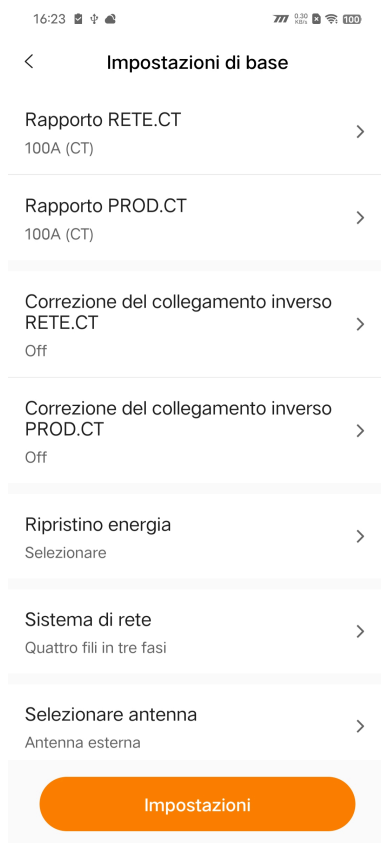 16:23 0.30 KB/s 100
Impostazioni di base
Rapporto RETE.CT
100A (CT)
Rapporto PROD.CT
100A (CT)
Correzione del collegamento inverso
RETE.CT
Off
Correzione del collegamento inverso
PROD.CT
Off
Ripristino energia
Selezionare
Sistema di rete
Quattro fili in tre fasi
Selezionare antenna
Antenna esterna
Impostazioni